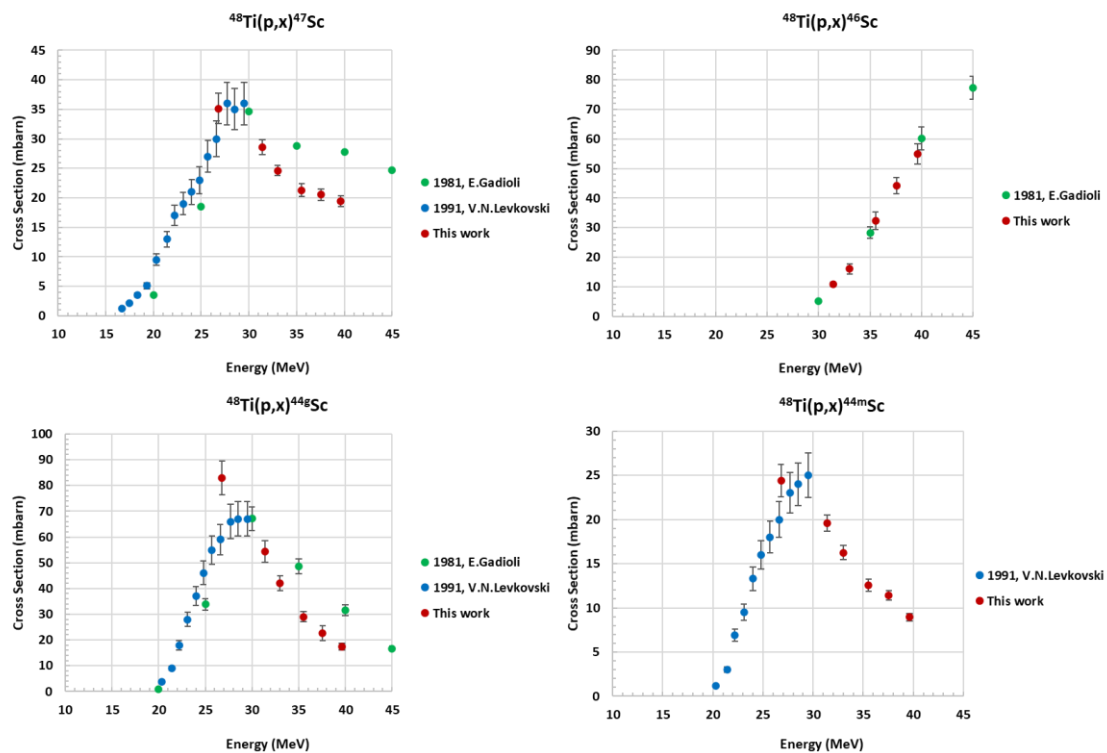 ⁴⁸Ti(p,x)⁴⁷Sc
Cross Section (mbarn)
45
40
35
30
25
20
15
10
5
0
10 15 20 25 30 35 40 45
Energy (MeV)
1981, E.Gadioli
1991, V.N.Levkovski
This work
⁴⁸Ti(p,x)⁴⁶Sc
Cross Section (mbarn)
90
80
70
60
50
40
30
20
10
0
10 15 20 25 30 35 40 45
Energy (MeV)
1981, E.Gadioli
This work
⁴⁸Ti(p,x)⁴⁴ᵍSc
Cross Section (mbarn)
100
90
80
70
60
50
40
30
20
10
0
10 15 20 25 30 35 40 45
Energy (MeV)
1981, E.Gadioli
1991, V.N.Levkovski
This work
⁴⁸Ti(p,x)⁴⁴ᵐSc
Cross Section (mbarn)
30
25
20
15
10
5
0
10 15 20 25 30 35 40 45
Energy (MeV)
1991, V.N.Levkovski
This work